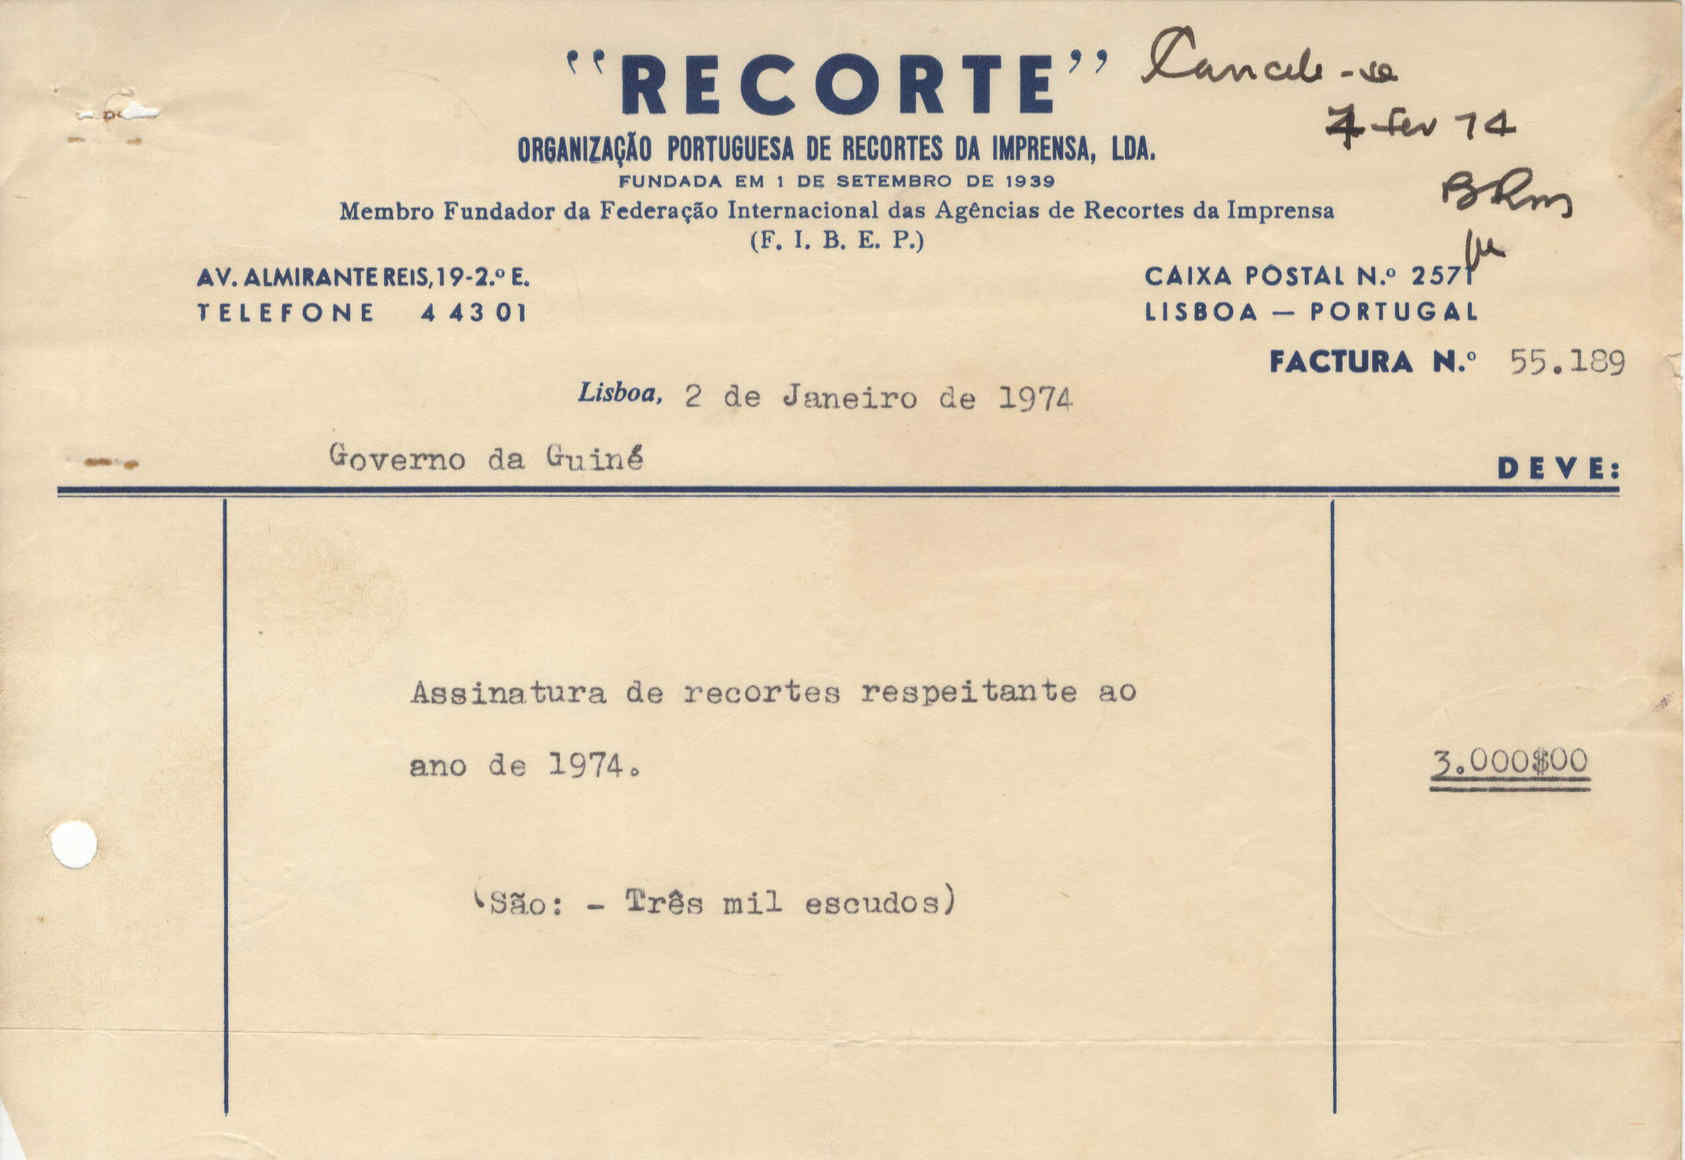 "RECORTE"
Cancele-se
7 fev 74
ORGANIZAÇÃO PORTUGUESA DE RECORTES DA IMPRENSA, LDA.
FUNDADA EM 1 DE SETEMBRO DE 1939
Membro Fundador da Federação Internacional das Agências de Recortes da Imprensa
(F. I. B. E. P.)
AV. ALMIRANTE REIS, 19-2.º E.
CAIXA POSTAL N.º 2571
TELEFONE 4 43 01
LISBOA — PORTUGAL
FACTURA N.º 55.189
Lisboa, 2 de Janeiro de 1974
Governo da Guiné
DEVE:
Assinatura de recortes respeitante ao
ano de 1974.
3.000$00
(São: - Três mil escudos)